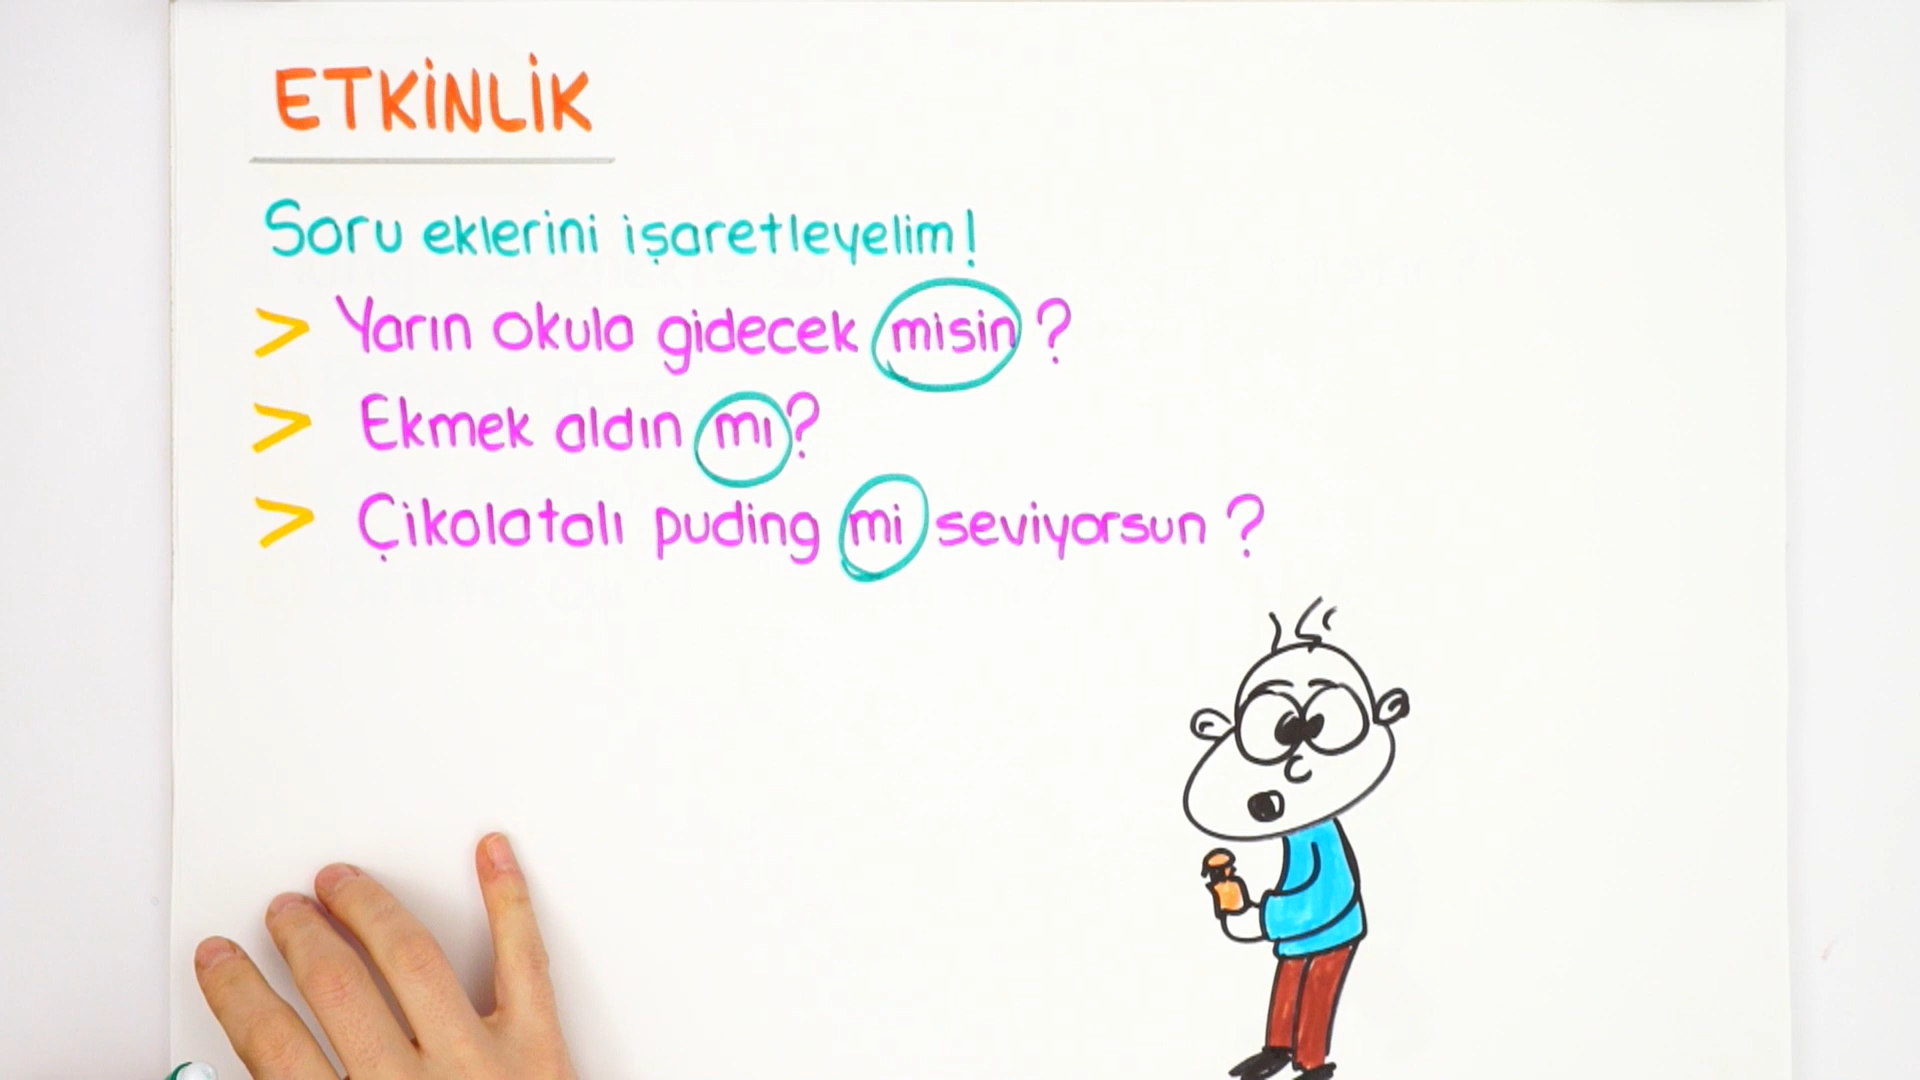 ETKİNLİK
Soru eklerini işaretleyelim!
> Yarın okula gidecek misin ?
> Ekmek aldın mı?
> Çikolatalı puding mi seviyorsun ?